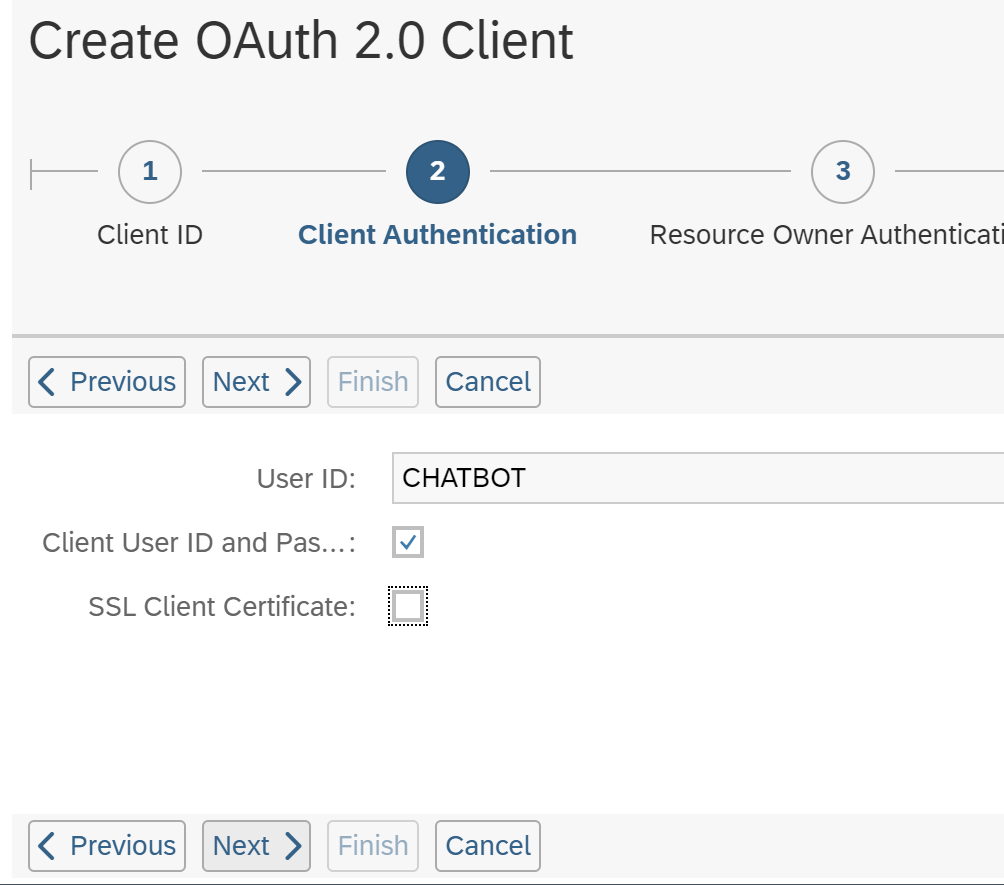 Create OAuth 2.0 Client
1 2 3
Client ID Client Authentication Resource Owner Authenticati
Previous Next Finish Cancel
User ID: CHATBOT
Client User ID and Pas...:
SSL Client Certificate:
Previous Next Finish Cancel